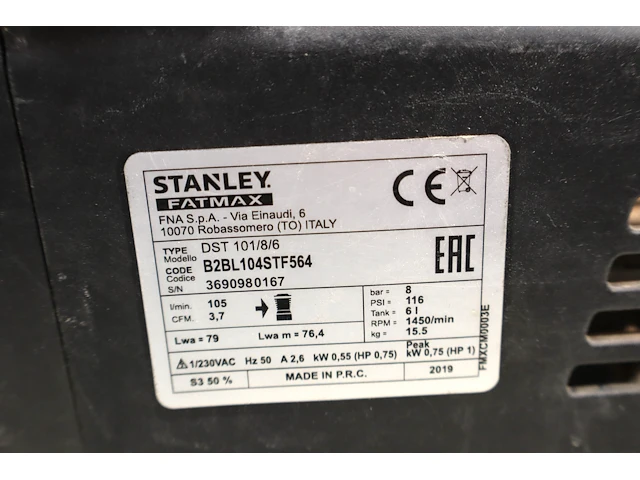 STANLEY
FATMAX
CE
FNA S.p.A. - Via Einaudi, 6
10070 Robassomero (TO) ITALY
EAC
TYPE Modello DST 101/8/6
CODE Codice B2BL104STF564
S/N 3690980167
l/min. 105
CFM. 3,7
bar = 8
PSI = 116
Tank = 6 l
RPM = 1450/min
kg = 15.5
Lwa = 79 Lwa m = 76,4
1/230VAC Hz 50 A 2,6 kW 0,55 (HP 0,75) Peak kW 0,75 (HP 1)
S3 50 % MADE IN P.R.C. 2019
FMXCM0003E